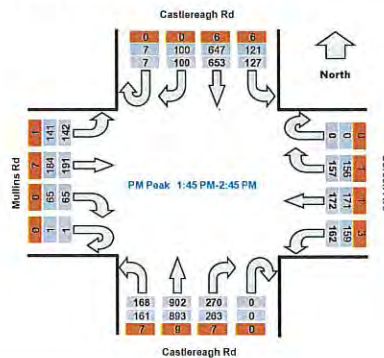 Castlereagh Rd
0 0 6 6
7 100 647 121
7 100 653 127
North
Mullins Rd
1 141 142
7 184 191
0 65 65
0 1 1
PM Peak 1:45 PM-2:45 PM
0 0 0
157 156 1
172 171 1
162 159 3
168 902 270 0
161 893 263 0
7 9 7 0
Castlereagh Rd